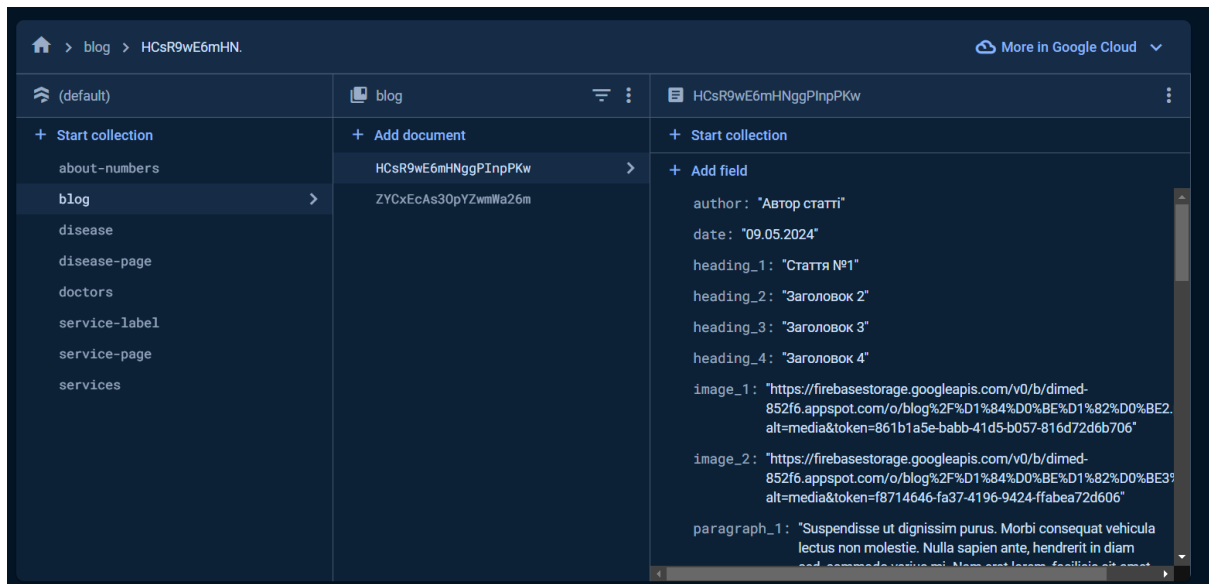 blog HCsR9wE6mHN. More in Google Cloud
(default)
Start collection
about-numbers
blog
disease
disease-page
doctors
service-label
service-page
services
blog
Add document
HCsR9wE6mHNggPInpPKw
ZYCxEcAs3OpYZwmWa26m
HCsR9wE6mHNggPInpPKw
Start collection
Add field
author: "Автор статті"
date: "09.05.2024"
heading_1: "Стаття №1"
heading_2: "Заголовок 2"
heading_3: "Заголовок 3"
heading_4: "Заголовок 4"
image_1: "https://firebasestorage.googleapis.com/v0/b/dimed-
852f6.appspot.com/o/blog%2F%D1%84%D0%BE%D1%82%D0%BE2.
alt=media&token=861b1a5e-babb-41d5-b057-816d72d6b706"
image_2: "https://firebasestorage.googleapis.com/v0/b/dimed-
852f6.appspot.com/o/blog%2F%D1%84%D0%BE%D1%82%D0%BE3%
alt=media&token=f8714646-fa37-4196-9424-ffabea72d606"
paragraph_1: "Suspendisse ut dignissim purus. Morbi consequat vehicula
lectus non molestie. Nulla sapien ante, hendrerit in diam